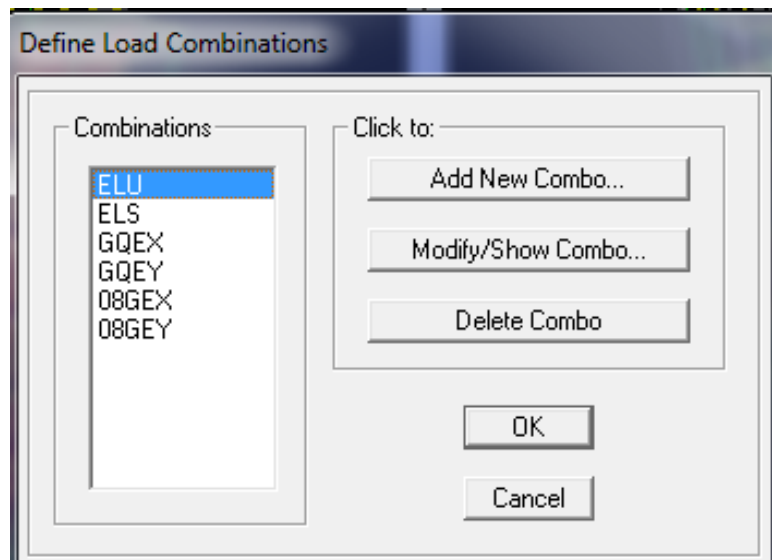 Define Load Combinations
Combinations
ELU
ELS
GQEX
GQEY
08GEX
08GEY
Click to:
Add New Combo...
Modify/Show Combo...
Delete Combo
OK
Cancel